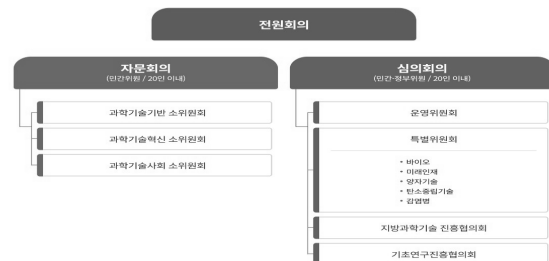 전원회의
자문회의
(민간위원 / 20인 이내)
과학기술기반 소위원회
과학기술혁신 소위원회
과학기술사회 소위원회
심의회의
(민간·정부위원 / 20인 이내)
운영위원회
특별위원회
• 바이오
• 미래인재
• 양자기술
• 탄소중립기술
• 감염병
지방과학기술 진흥협의회
기초연구진흥협의회